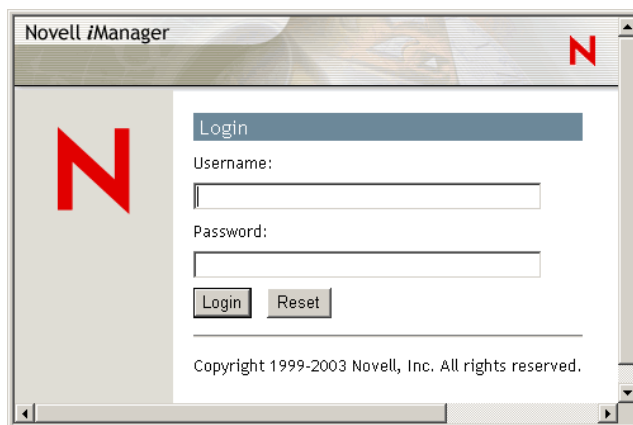 Novell iManager
N
N
Login
Username:
Password:
Login Reset
Copyright 1999-2003 Novell, Inc. All rights reserved.